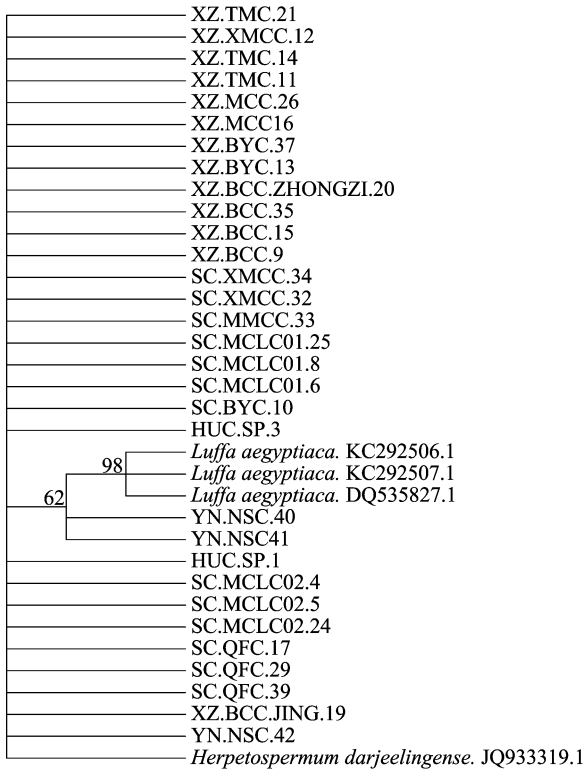 XZ.TMC.21
XZ.XMCC.12
XZ.TMC.14
XZ.TMC.11
XZ.MCC.26
XZ.MCC16
XZ.BYC.37
XZ.BYC.13
XZ.BCC.ZHONGZI.20
XZ.BCC.35
XZ.BCC.15
XZ.BCC.9
SC.XMCC.34
SC.XMCC.32
SC.MMCC.33
SC.MCLC01.25
SC.MCLC01.8
SC.MCLC01.6
SC.BYC.10
HUC.SP.3
Luffa aegyptiaca. KC292506.1
98 Luffa aegyptiaca. KC292507.1
Luffa aegyptiaca. DQ535827.1
62 YN.NSC.40
YN.NSC41
HUC.SP.1
SC.MCLC02.4
SC.MCLC02.5
SC.MCLC02.24
SC.QFC.17
SC.QFC.29
SC.QFC.39
XZ.BCC.JING.19
YN.NSC.42
Herpetospermum darjeelingense. JQ933319.1